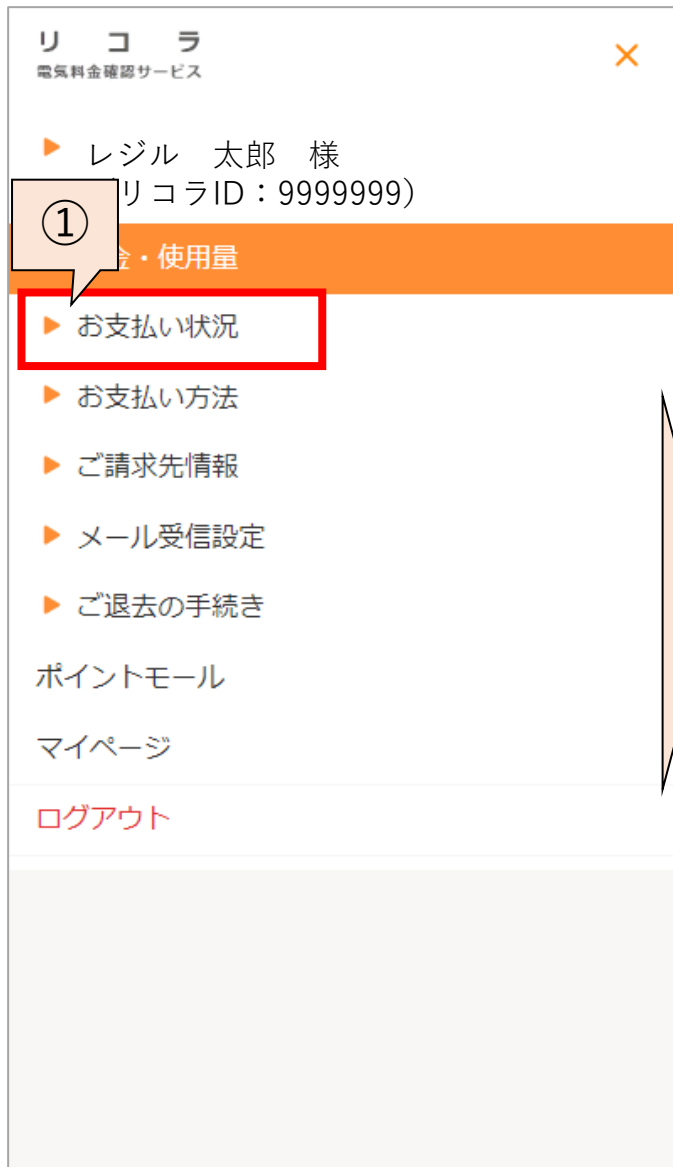 リコラ
電気料金確認サービス
×
レジル 太郎 様
リコラID：9999999）
①
金・使用量
お支払い状況
お支払い方法
ご請求先情報
メール受信設定
ご退去の手続き
ポイントモール
マイページ
ログアウト